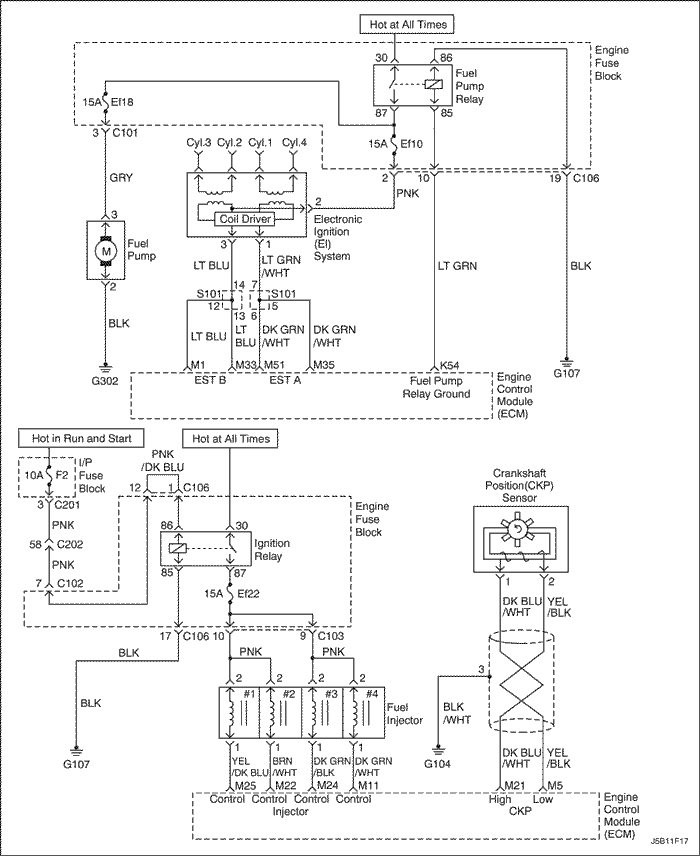 Hot at All Times
30 86
Engine
Fuse
Block
Fuel
Pump
Relay
87 85
15A Ef18
15A Ef10
3 C101
2 10 19 C106
Cyl.3 Cyl.2 Cyl.1 Cyl.4
GRY
PNK
2
Coil Driver
Electronic
Ignition
(EI)
System
3 1
3
M
Fuel
Pump
2
LT BLU
LT GRN
/WHT
LT GRN
BLK
14 7
S101 S101
12 5
13 6
BLK
LT BLU
LT
BLU
DK GRN
/WHT
DK GRN
/WHT
G302
G107
M1 M33 M51 M35 K54
EST B EST A
Fuel Pump
Relay Ground
Engine
Control
Module
(ECM)
Hot in Run and Start
Hot at All Times
10A F2
I/P
Fuse
Block
PNK
/DK BLU
12 1 C106
3 C201
PNK
58 C202
PNK
7 C102
Engine
Fuse
Block
86 30
Ignition
Relay
85 87
15A Ef22
17 C106 10 9 C103
BLK
PNK PNK
BLK
G107
2 2 2 2
#1 #2 #3 #4
Fuel
Injector
1 1 1 1
YEL
/DK BLU
BRN
/WHT
DK GRN
/BLK
DK GRN
/WHT
M25 M22 M24 M11
Control Control Control Control
Injector
Crankshaft
Position(CKP)
Sensor
1 2
DK BLU
/WHT
YEL
/BLK
3
BLK
/WHT
G104
DK BLU
/WHT
YEL
/BLK
M21 M5
High Low
CKP
Engine
Control
Module
(ECM)
J5B11F17